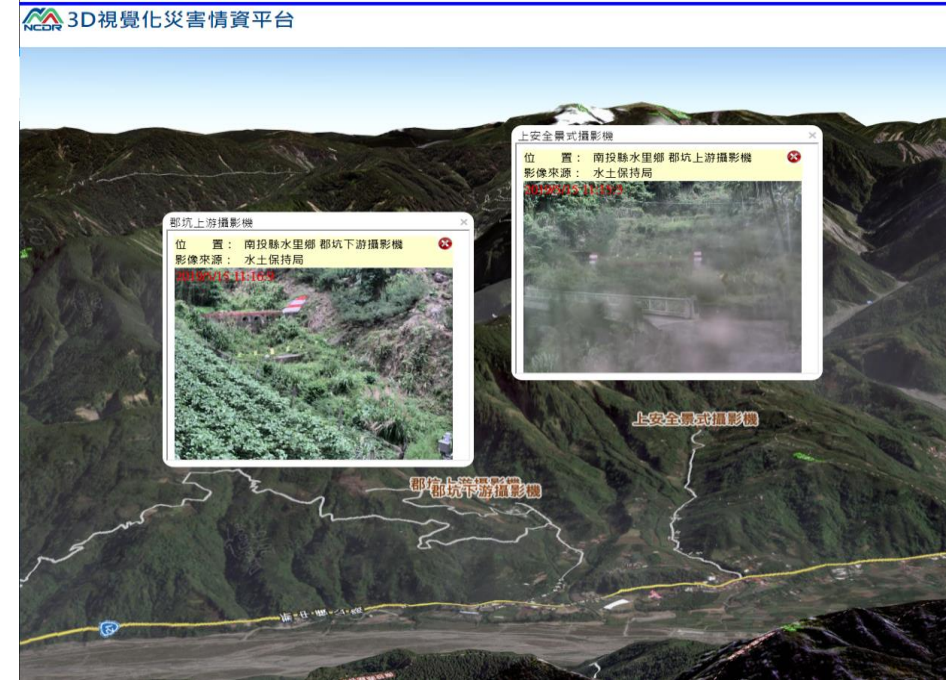 NCDR 3D視覺化災害情資平台
上安全景式攝影機
位 置： 南投縣水里鄉 郡坑上游攝影機
影像來源： 水土保持局
郡坑上游攝影機
位 置： 南投縣水里鄉 郡坑下游攝影機
影像來源： 水土保持局
上安全景式攝影機
郡坑上游攝影機
郡坑下游攝影機